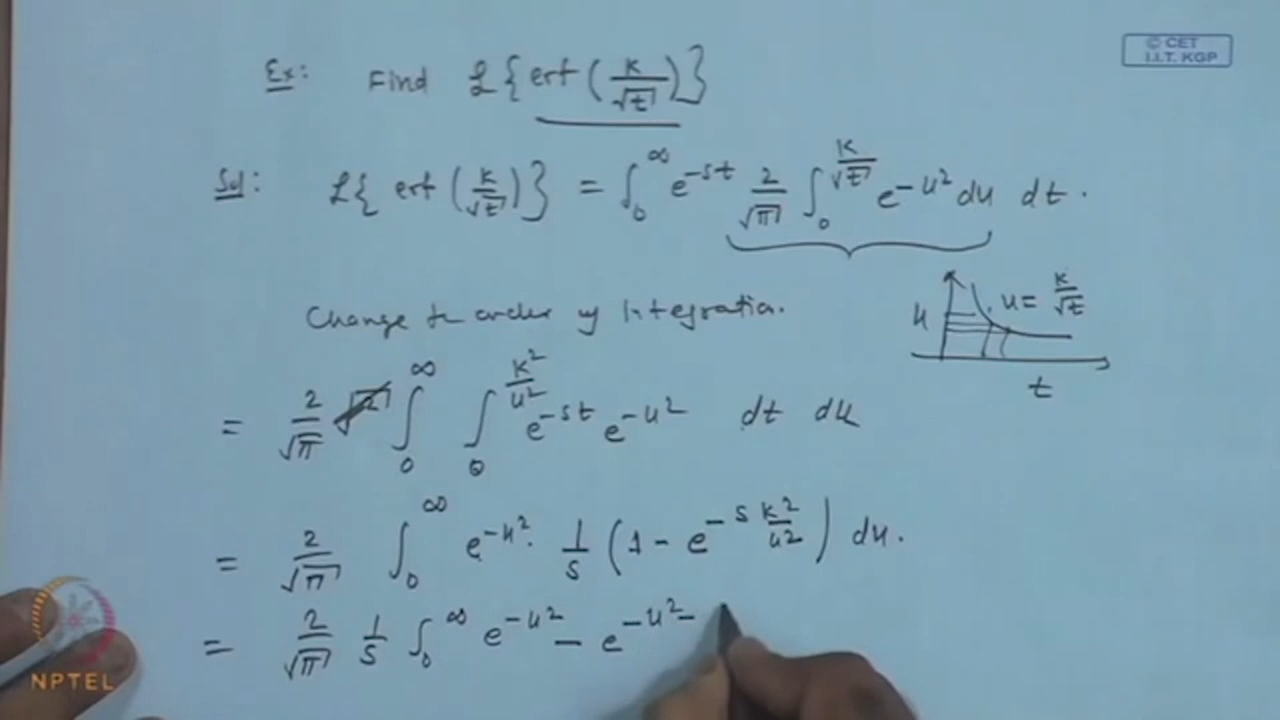 © CET
I.I.T. KGP
Ex: Find ℒ{erf(k/√t)}
Sol: ℒ{erf(k/√t)} = ∫₀^∞ e^{-st} 2/√π ∫₀^{k/√t} e^{-u²} du dt.
Change the order of Integration.
u u = k/√t
t
= 2/√π ∫₀^∞ ∫₀^{k²/u²} e^{-st} e^{-u²} dt du
= 2/√π ∫₀^∞ e^{-u²} · 1/s (1 - e^{-s k²/u²}) du.
= 2/√π 1/s ∫₀^∞ e^{-u²} - e^{-u² -
NPTEL